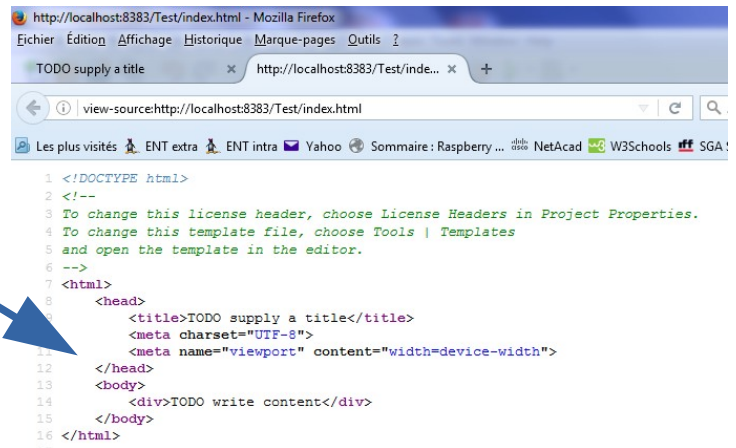 http://localhost:8383/Test/index.html - Mozilla Firefox
Fichier Édition Affichage Historique Marque-pages Outils ?
TODO supply a title × http://localhost:8383/Test/inde... × +
view-source:http://localhost:8383/Test/index.html
Les plus visités ENT extra ENT intra Yahoo Sommaire : Raspberry ... NetAcad W3Schools SGA
1 <!DOCTYPE html>
2 <!--
3 To change this license header, choose License Headers in Project Properties.
4 To change this template file, choose Tools | Templates
5 and open the template in the editor.
6 -->
7 <html>
8     <head>
9         <title>TODO supply a title</title>
        <meta charset="UTF-8">
11         <meta name="viewport" content="width=device-width">
12     </head>
13     <body>
14         <div>TODO write content</div>
15     </body>
16 </html>